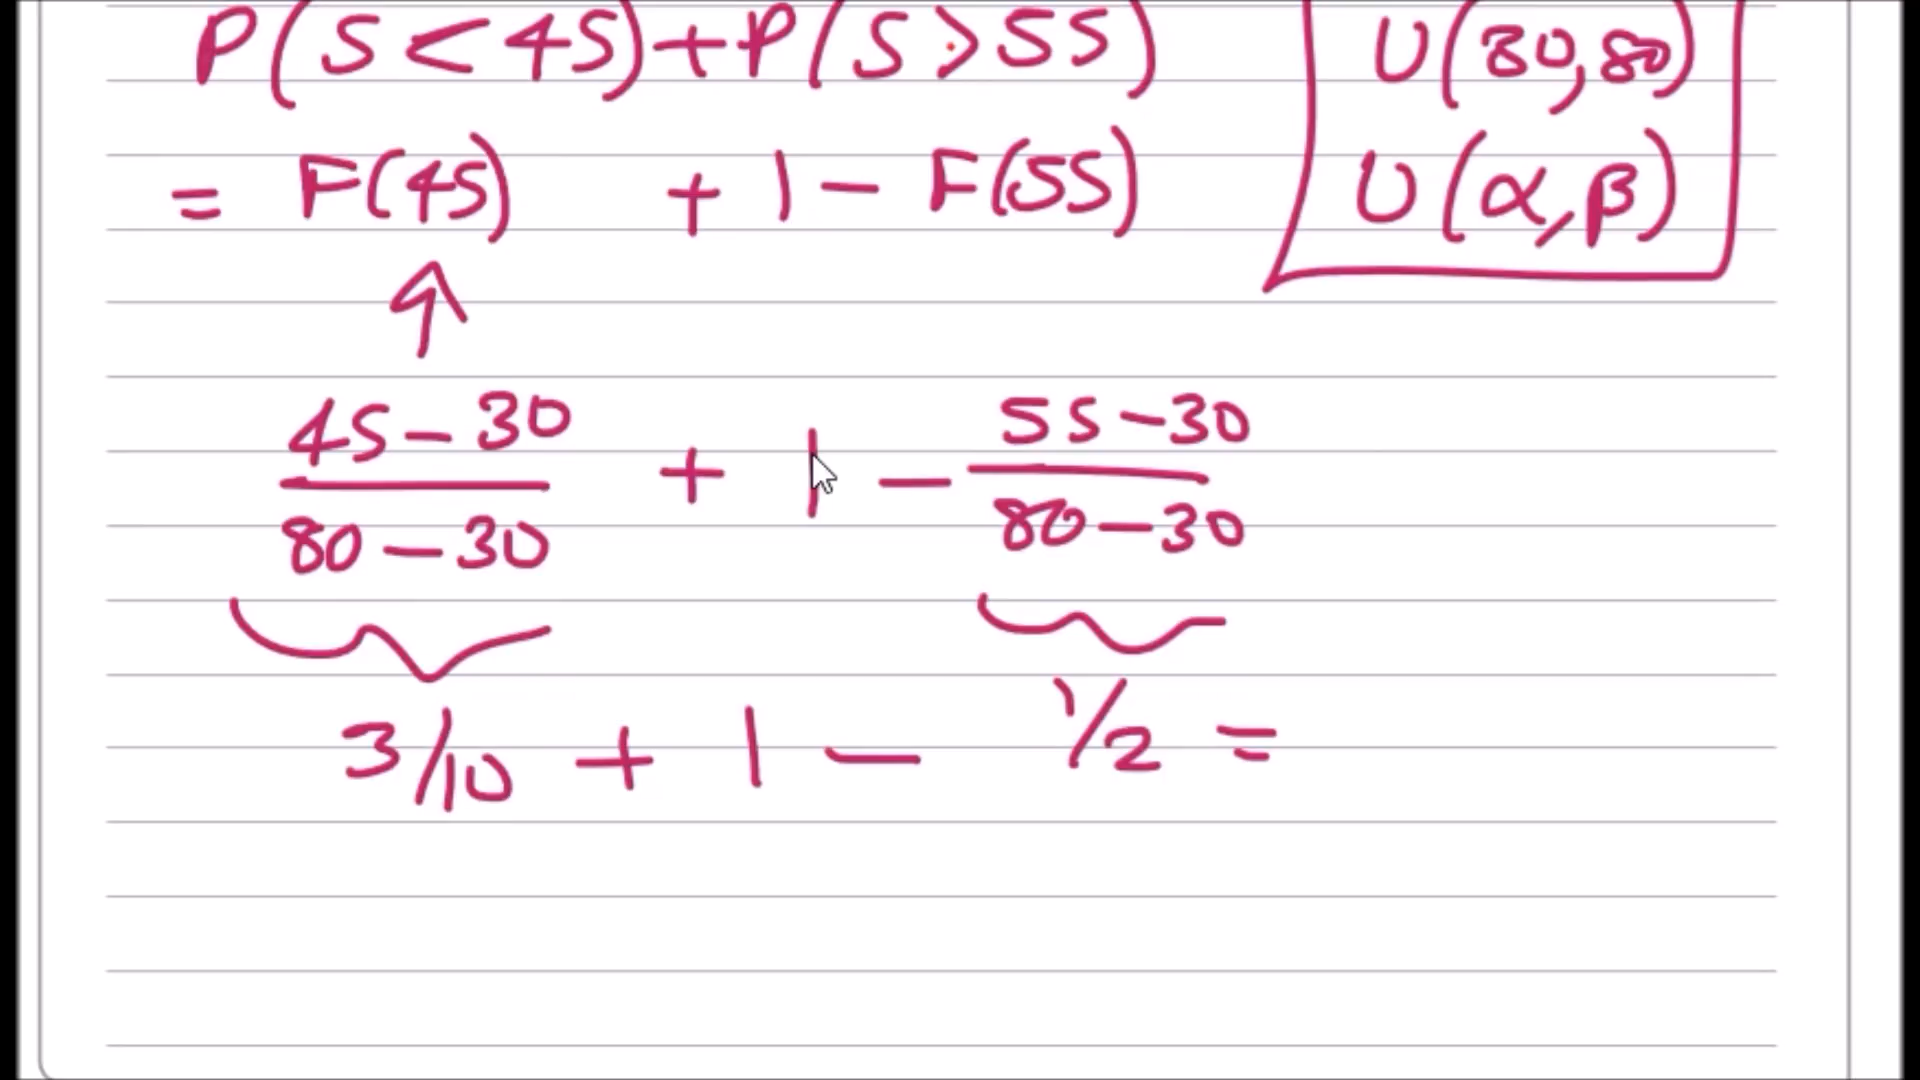 P(S<45)+P(S>55)
U(30,80)
= F(45) + 1 - F(55)
U(α,β)
45-30 + 1 - 55-30
80-30 80-30
3/10 + 1 - 1/2 =